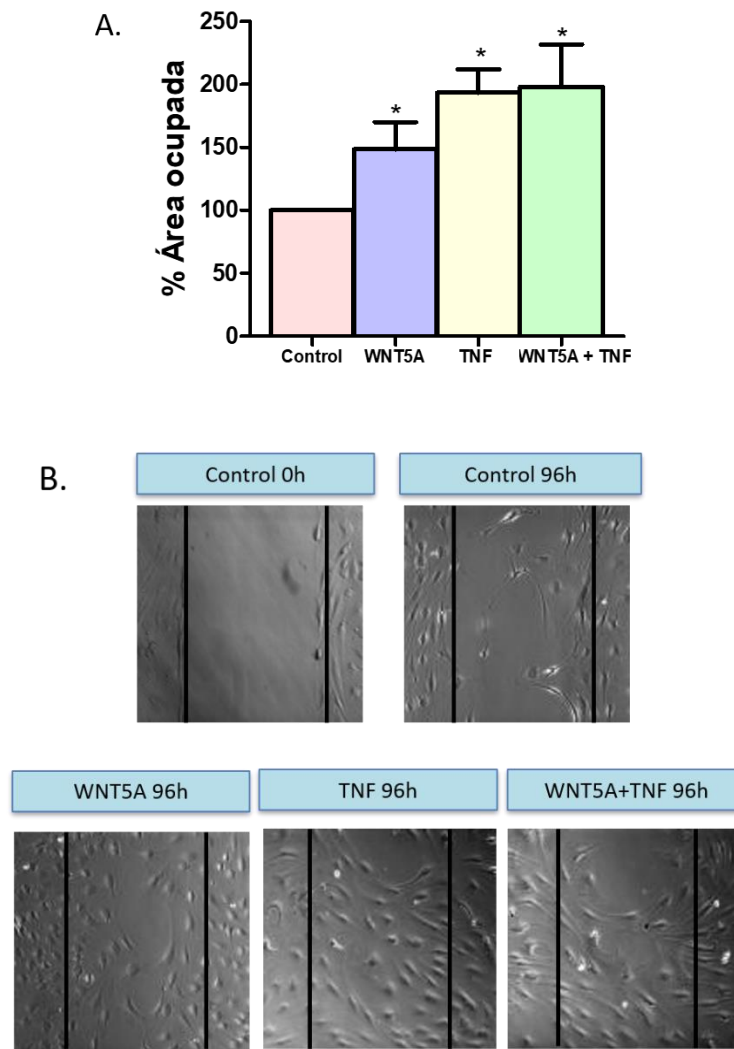 A.
% Área ocupada
250
200
150
100
50
0
*
*
*
Control WNT5A TNF WNT5A + TNF
B.
Control 0h
Control 96h
WNT5A 96h
TNF 96h
WNT5A+TNF 96h